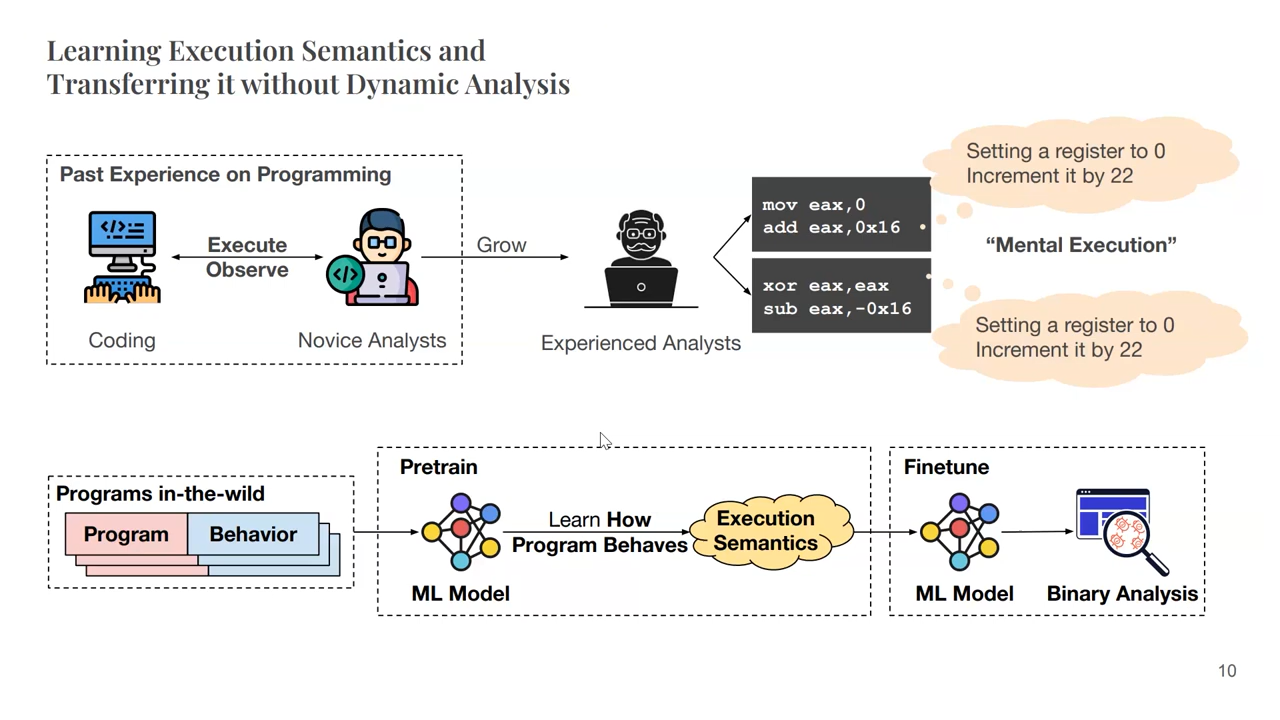 Learning Execution Semantics and
Transferring it without Dynamic Analysis
Past Experience on Programming
Execute
Observe
Coding
Novice Analysts
Grow
Experienced Analysts
mov eax,0
add eax,0x16
xor eax,eax
sub eax,-0x16
Setting a register to 0
Increment it by 22
“Mental Execution”
Setting a register to 0
Increment it by 22
Programs in-the-wild
Program
Behavior
Pretrain
ML Model
Learn How
Program Behaves
Execution
Semantics
Finetune
ML Model
Binary Analysis
10